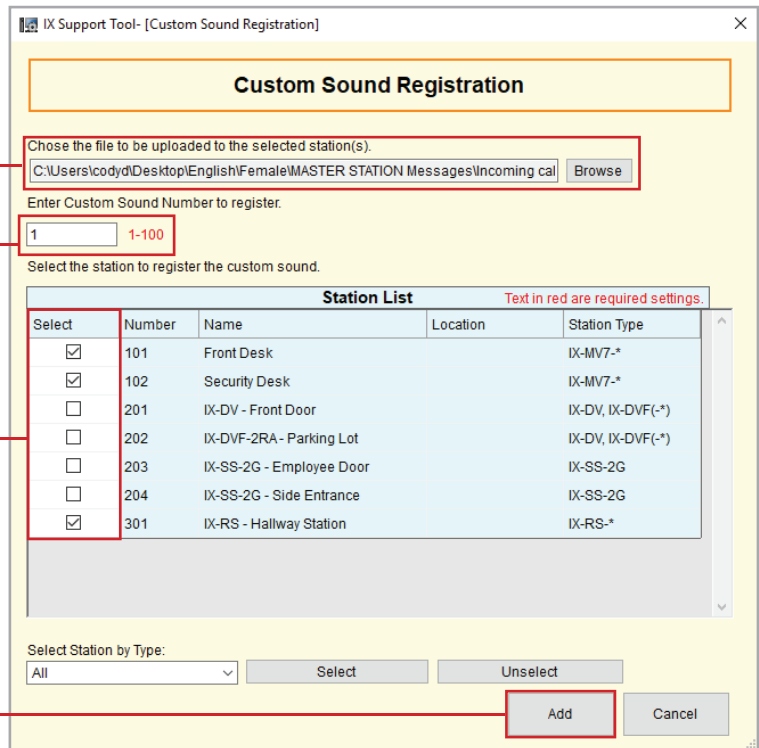 IX Support Tool- [Custom Sound Registration]
Custom Sound Registration
Chose the file to be uploaded to the selected station(s).
C:\Users\codyd\Desktop\English\Female\MASTER STATION Messages\Incoming cal Browse
Enter Custom Sound Number to register.
1 1-100
Select the station to register the custom sound.
Station List Text in red are required settings.
Select Number Name Location Station Type
101 Front Desk IX-MV7-*
102 Security Desk IX-MV7-*
201 IX-DV - Front Door IX-DV, IX-DVF(-*)
202 IX-DVF-2RA - Parking Lot IX-DV, IX-DVF(-*)
203 IX-SS-2G - Employee Door IX-SS-2G
204 IX-SS-2G - Side Entrance IX-SS-2G
301 IX-RS - Hallway Station IX-RS-*
Select Station by Type:
All Select Unselect
Add Cancel